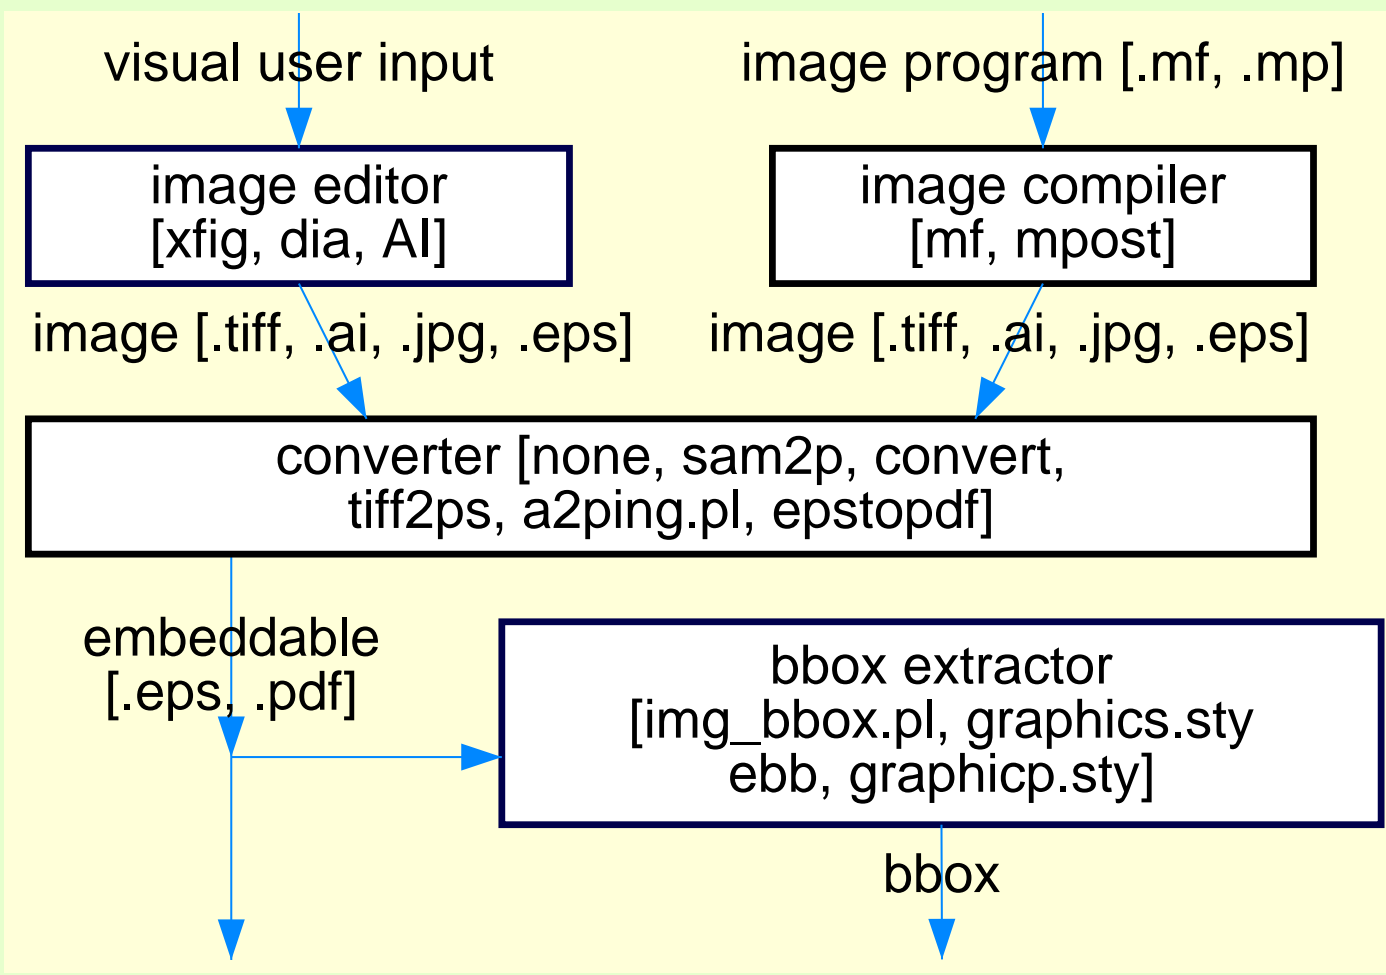 visual user input
image program [.mf, .mp]
image editor
[xfig, dia, AI]
image compiler
[mf, mpost]
image [.tiff, .ai, .jpg, .eps]
image [.tiff, .ai, .jpg, .eps]
converter [none, sam2p, convert,
tiff2ps, a2ping.pl, epstopdf]
embeddable
[.eps, .pdf]
bbox extractor
[img_bbox.pl, graphics.sty
ebb, graphicp.sty]
bbox